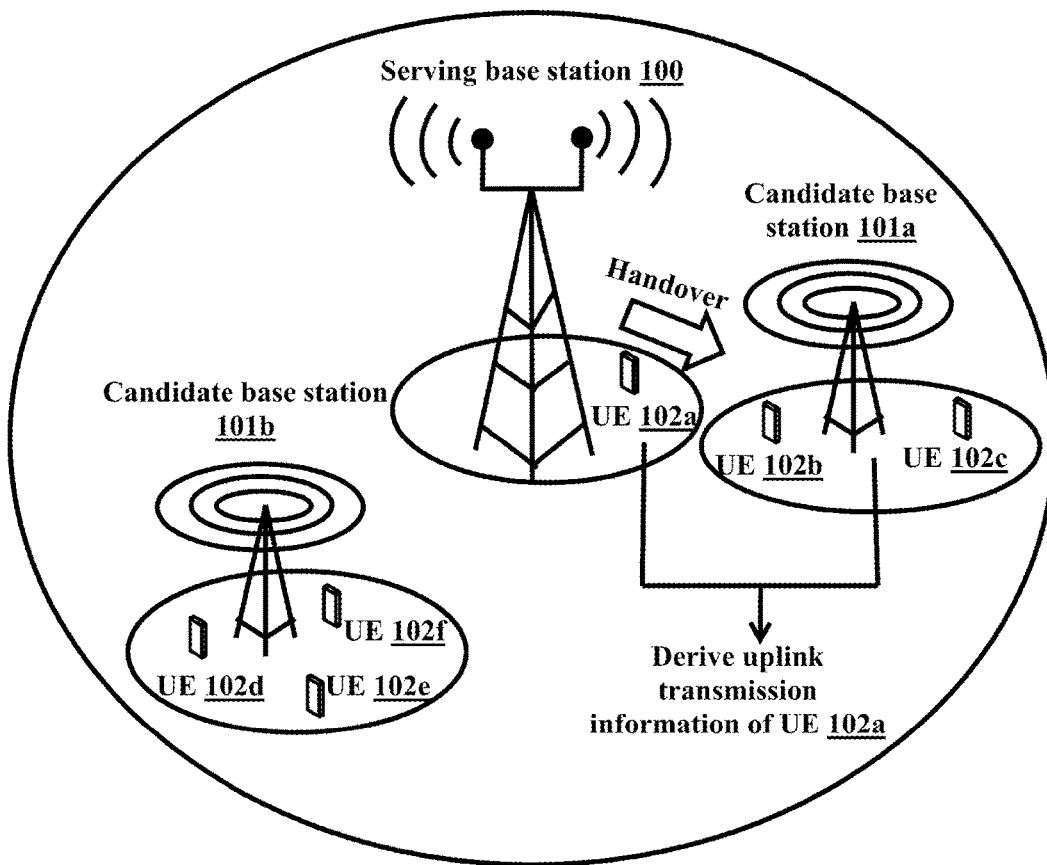 Serving base station 100
Candidate base
station 101a
Handover
Candidate base station
101b
UE 102a
UE 102b
UE 102c
UE 102f
UE 102d
UE 102e
Derive uplink
transmission
information of UE 102a